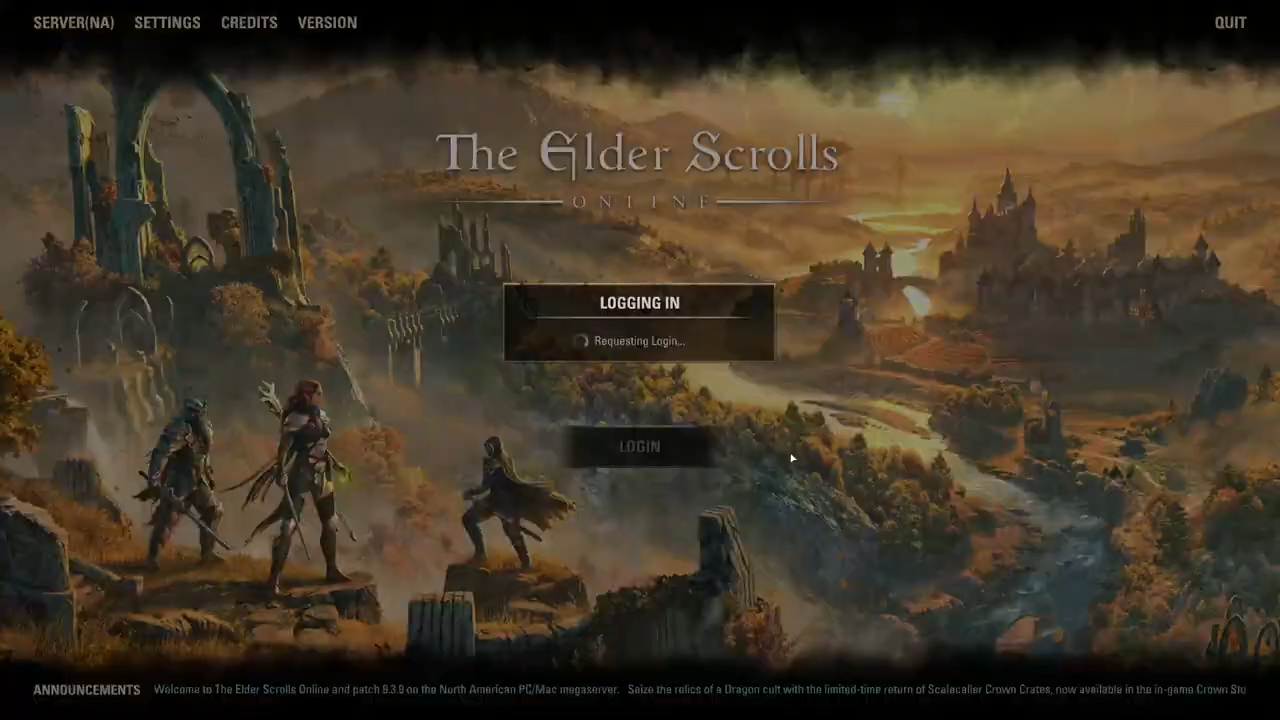 SERVER(NA) SETTINGS CREDITS VERSION QUIT
The Elder Scrolls
ONLINE
LOGGING IN
Requesting Login...
LOGIN
ANNOUNCEMENTS Welcome to The Elder Scrolls Online and patch 9.3.9 on the North American PC/Mac megaserver. Seize the relics of a Dragon cult with the limited-time return of Scalecaller Crown Crates, now available in the in-game Crown Sto